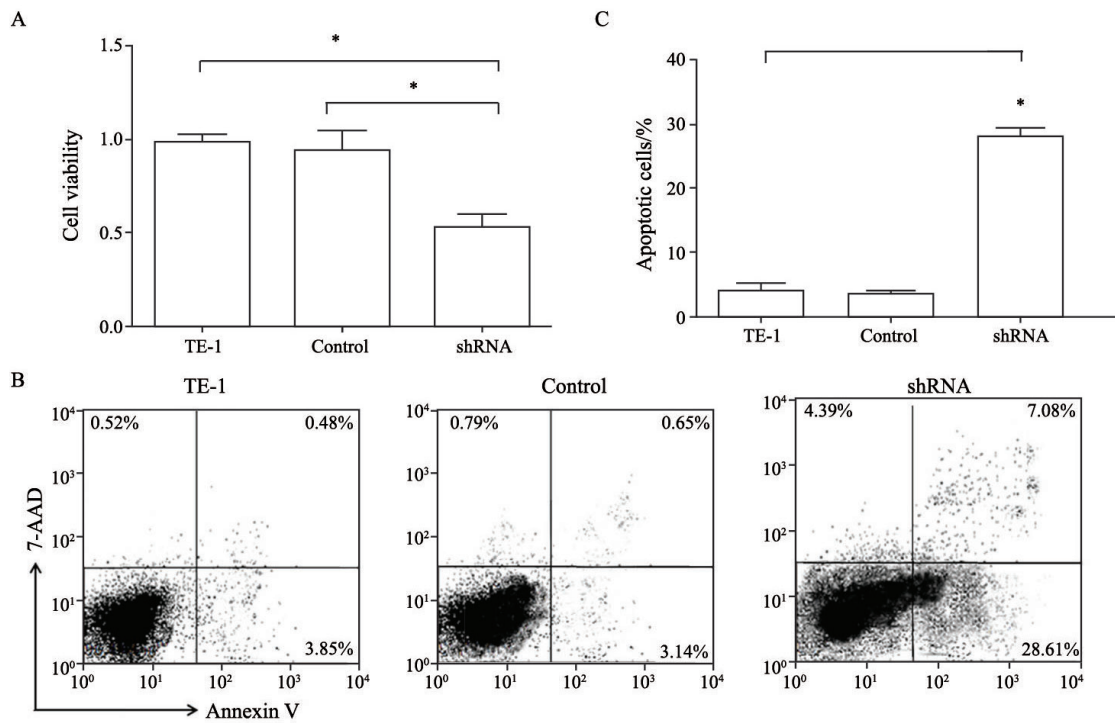 A
Cell viability
1.5
1.0
0.5
0.0
*
*
TE-1 Control shRNA
C
Apoptotic cells/%
40
30
20
10
0
*
TE-1 Control shRNA
B
TE-1
0.52% 0.48%
3.85%
10⁴
10³
10²
10¹
10⁰
10⁰ 10¹ 10² 10³ 10⁴
7-AAD
Annexin V
Control
0.79% 0.65%
3.14%
10⁴
10³
10²
10¹
10⁰
10⁰ 10¹ 10² 10³ 10⁴
shRNA
4.39% 7.08%
28.61%
10⁴
10³
10²
10¹
10⁰
10⁰ 10¹ 10² 10³ 10⁴